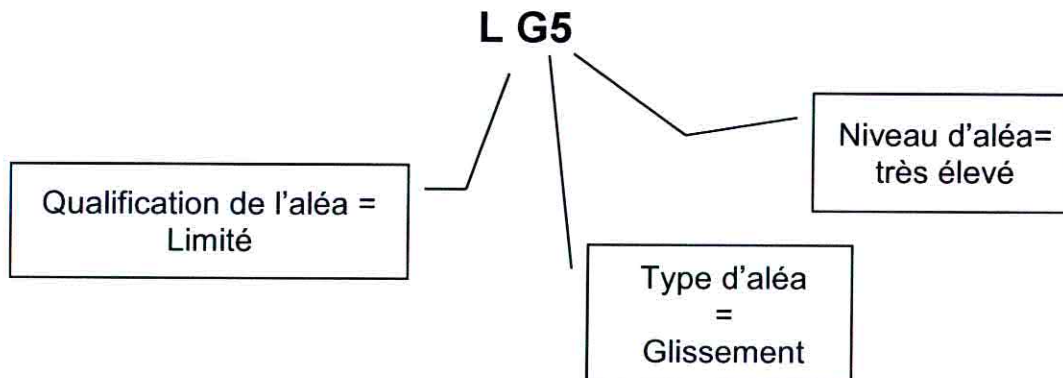 L G5
Niveau d'aléa=
très élevé
Qualification de l'aléa =
Limité
Type d'aléa
=
Glissement